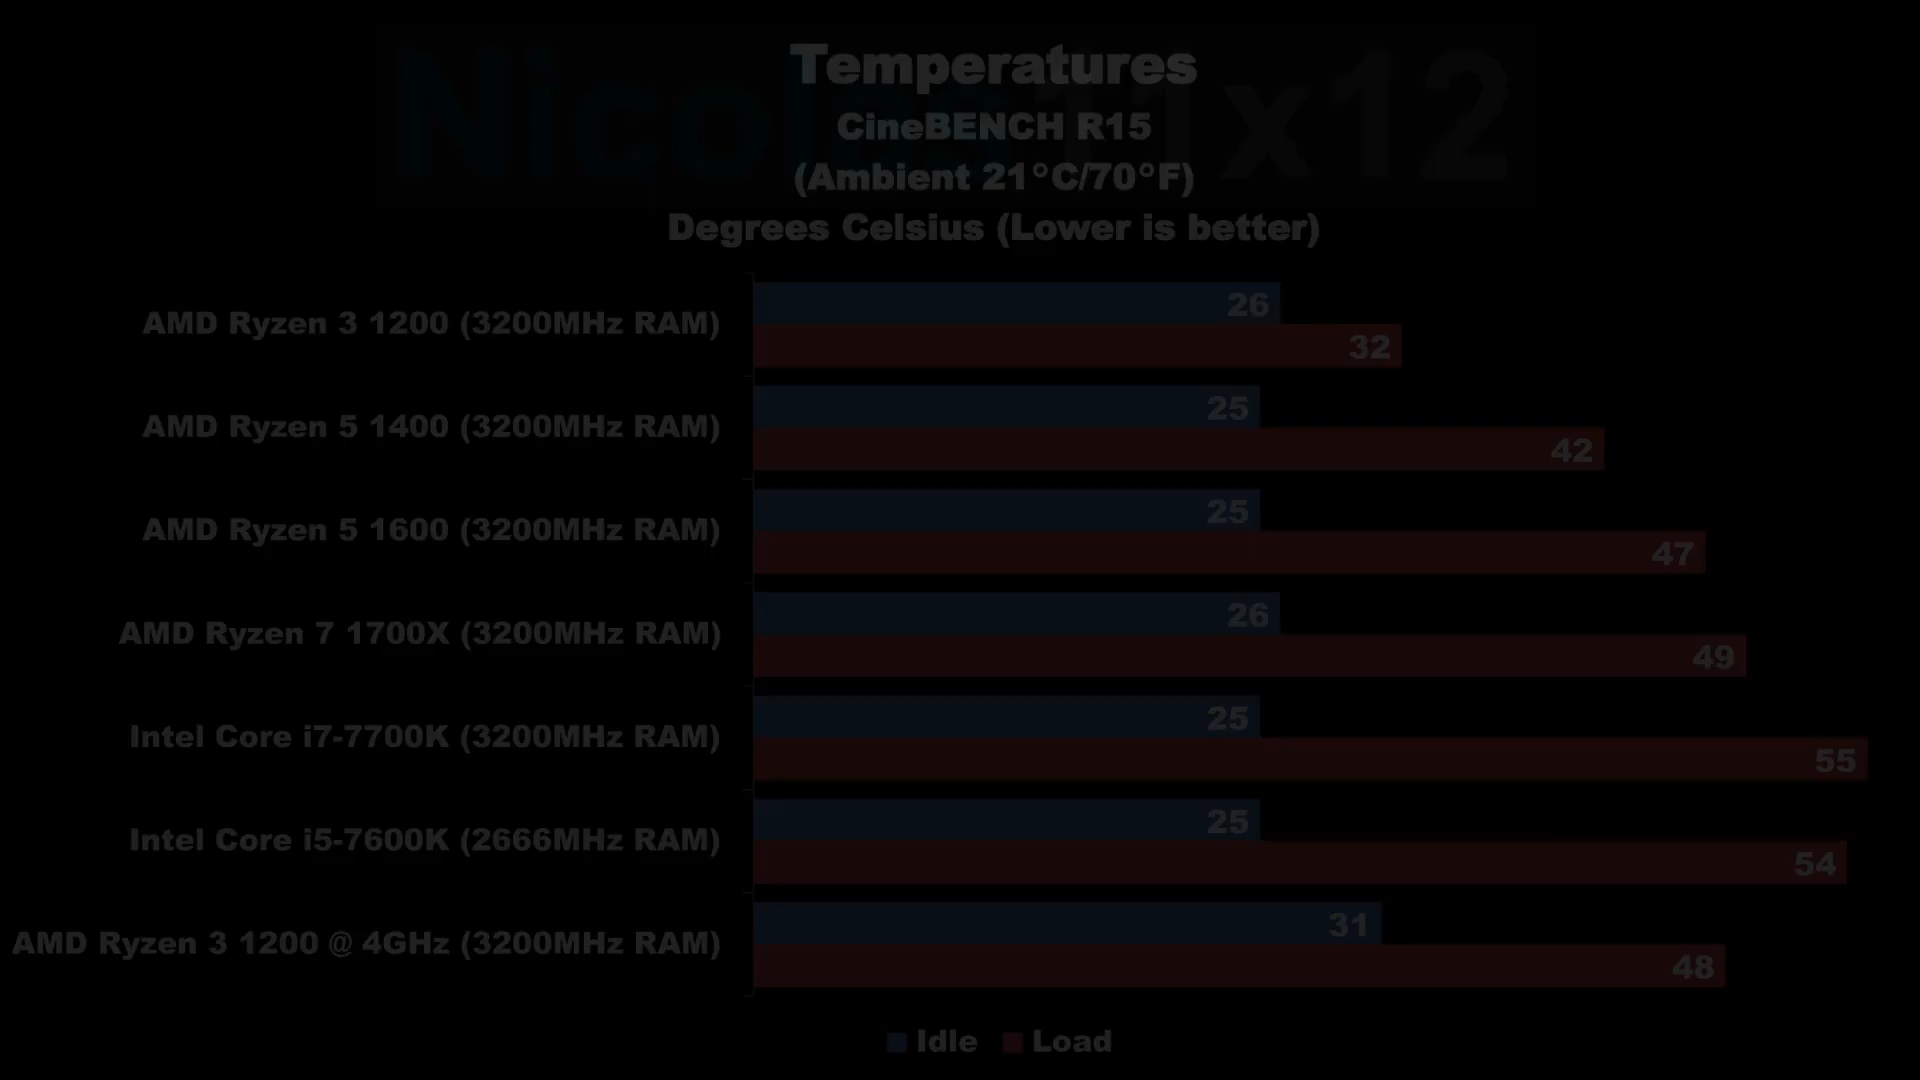 Nicolas11x12
Temperatures
CineBENCH R15
(Ambient 21°C/70°F)
Degrees Celsius (Lower is better)
AMD Ryzen 3 1200 (3200MHz RAM)
26
32
AMD Ryzen 5 1400 (3200MHz RAM)
25
42
AMD Ryzen 5 1600 (3200MHz RAM)
25
47
AMD Ryzen 7 1700X (3200MHz RAM)
26
49
Intel Core i7-7700K (3200MHz RAM)
25
55
Intel Core i5-7600K (2666MHz RAM)
25
54
AMD Ryzen 3 1200 @ 4GHz (3200MHz RAM)
31
48
Idle Load